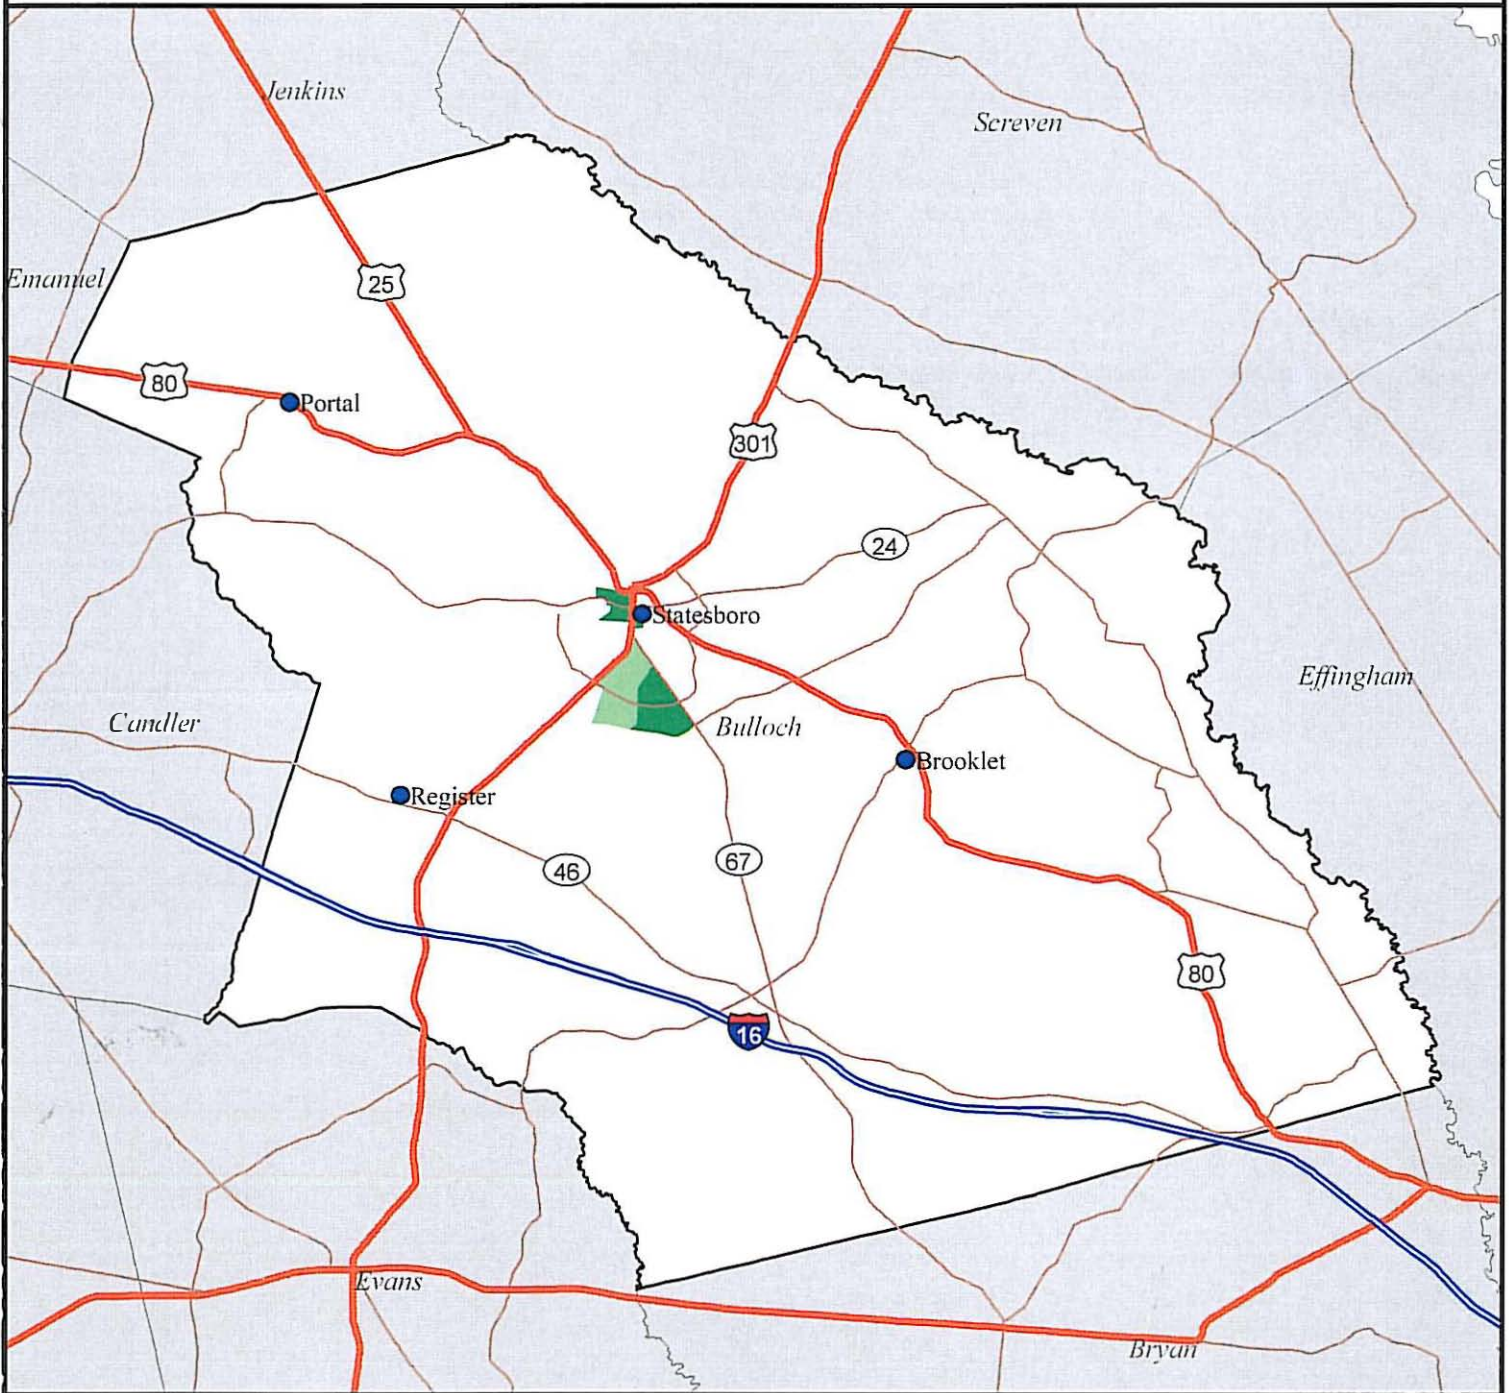 Jenkins
Screven
Emanuel
25
80
Portal
301
24
Statesboro
Effingham
Candler
Bulloch
Brooklet
Register
46
67
80
16
Evans
Bryan